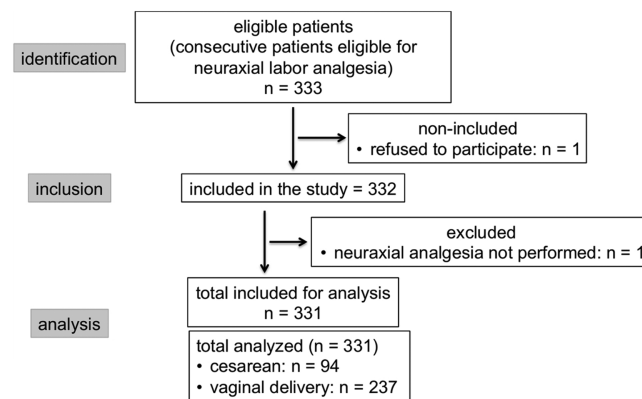 identification
eligible patients
(consecutive patients eligible for
neuraxial labor analgesia)
n = 333
non-included
• refused to participate: n = 1
inclusion
included in the study = 332
excluded
• neuraxial analgesia not performed: n = 1
total included for analysis
n = 331
analysis
total analyzed (n = 331)
• cesarean: n = 94
• vaginal delivery: n = 237